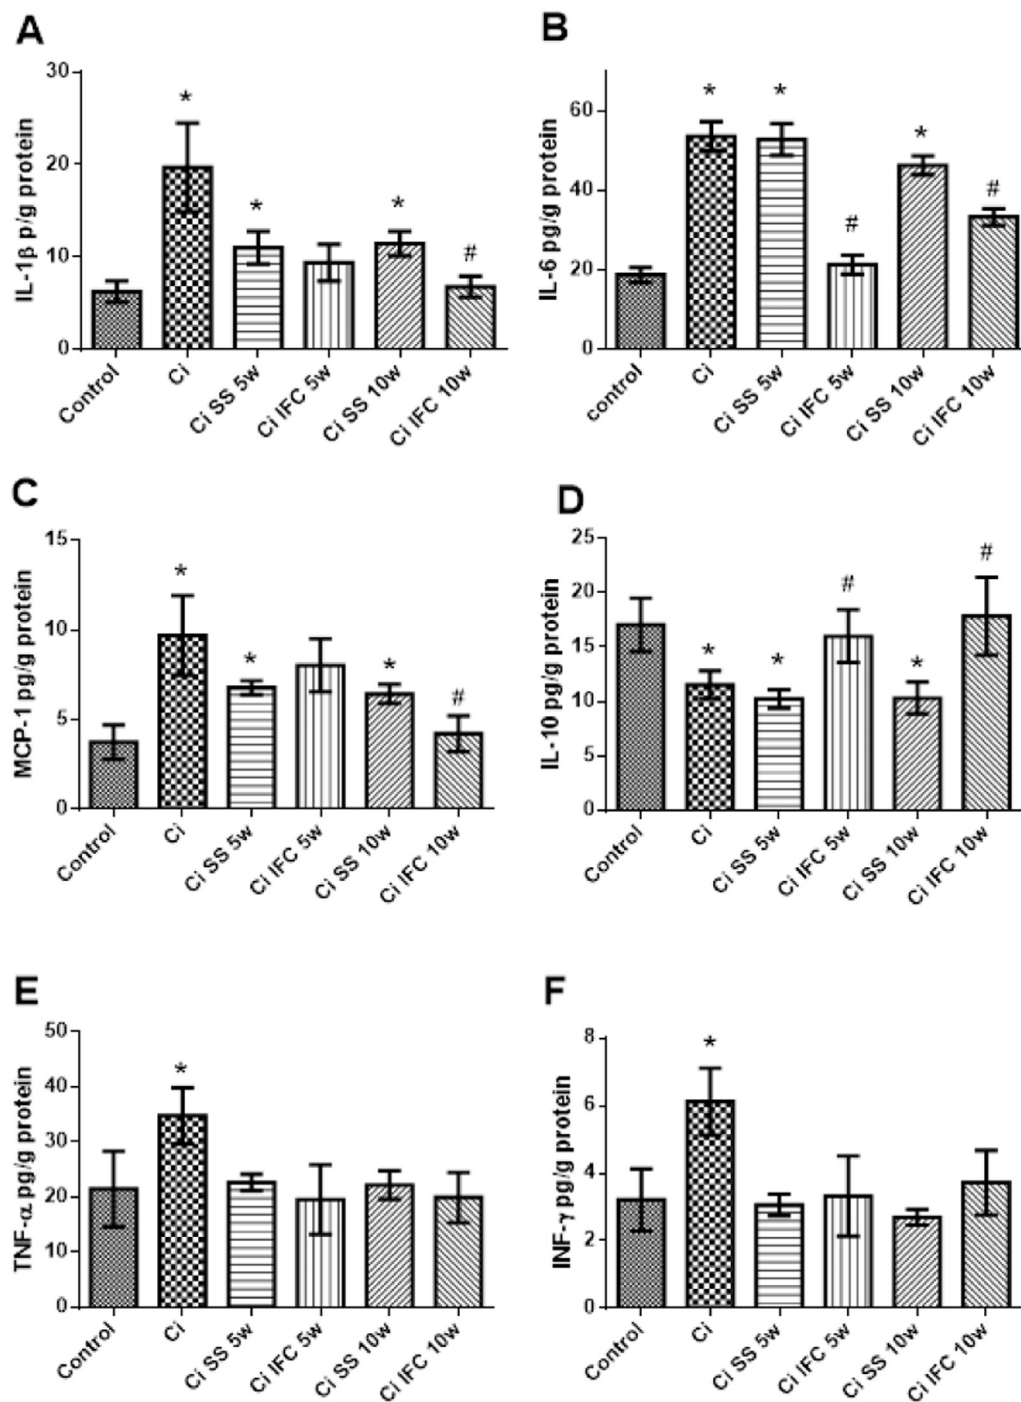 A
IL-1β p/g protein
30
20
10
0
*
*
*
#
Control
Ci
Ci SS 5w
Ci IFC 5w
Ci SS 10w
Ci IFC 10w
B
IL-6 pg/g protein
60
40
20
0
*
*
#
*
#
control
Ci
Ci SS 5w
Ci IFC 5w
Ci SS 10w
Ci IFC 10w
C
MCP-1 pg/g protein
15
10
5
0
*
*
*
#
Control
Ci
Ci SS 5w
Ci IFC 5w
Ci SS 10w
Ci IFC 10w
D
IL-10 pg/g protein
25
20
15
10
5
0
*
*
#
*
#
Control
Ci
Ci SS 5w
Ci IFC 5w
Ci SS 10w
Ci IFC 10w
E
TNF-α pg/g protein
50
40
30
20
10
0
*
Control
Ci
Ci SS 5w
Ci IFC 5w
Ci SS 10w
Ci IFC 10w
F
INF-γ pg/g protein
8
6
4
2
0
*
Control
Ci
Ci SS 5w
Ci IFC 5w
Ci SS 10w
Ci IFC 10w